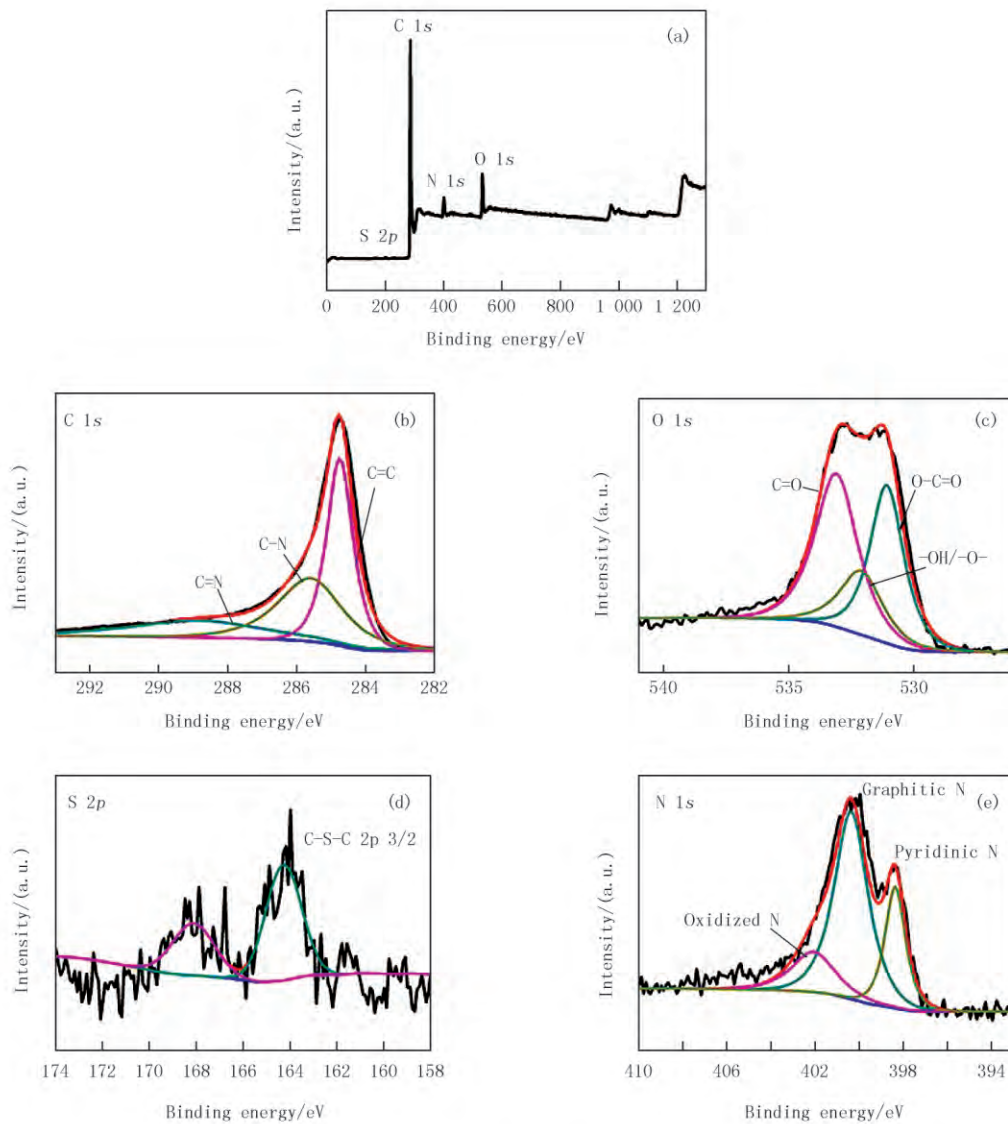 C 1s
(a)
O 1s
N 1s
S 2p
Intensity/(a.u.)
0 200 400 600 800 1 000 1 200
Binding energy/eV
C 1s
(b)
C=C
C-N
C=N
Intensity/(a.u.)
292 290 288 286 284 282
Binding energy/eV
O 1s
(c)
C=O
O-C=O
-OH/-O-
Intensity/(a.u.)
540 535 530
Binding energy/eV
S 2p
(d)
C-S-C 2p 3/2
Intensity/(a.u.)
174 172 170 168 166 164 162 160 158
Binding energy/eV
N 1s
Graphitic N
(e)
Pyridinic N
Oxidized N
Intensity/(a.u.)
410 406 402 398 394
Binding energy/eV